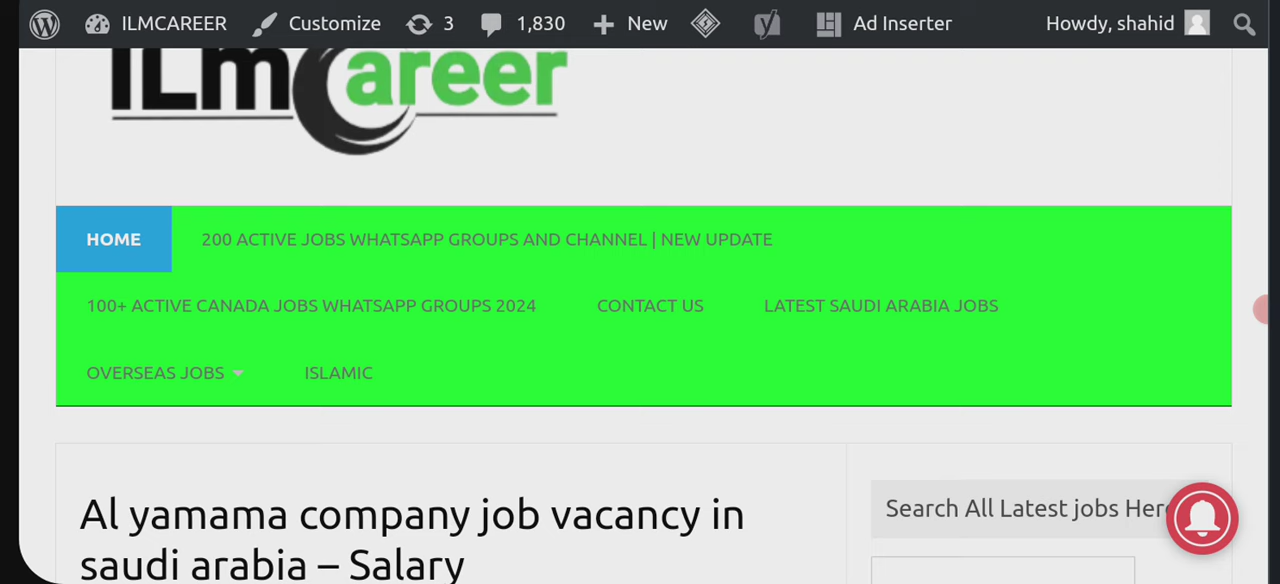 ILMCAREER Customize 3 1,830 New Ad Inserter Howdy, shahid
ILmCareer
HOME 200 ACTIVE JOBS WHATSAPP GROUPS AND CHANNEL | NEW UPDATE
100+ ACTIVE CANADA JOBS WHATSAPP GROUPS 2024 CONTACT US LATEST SAUDI ARABIA JOBS
OVERSEAS JOBS ISLAMIC
Al yamama company job vacancy in
saudi arabia – Salary
Search All Latest jobs Here